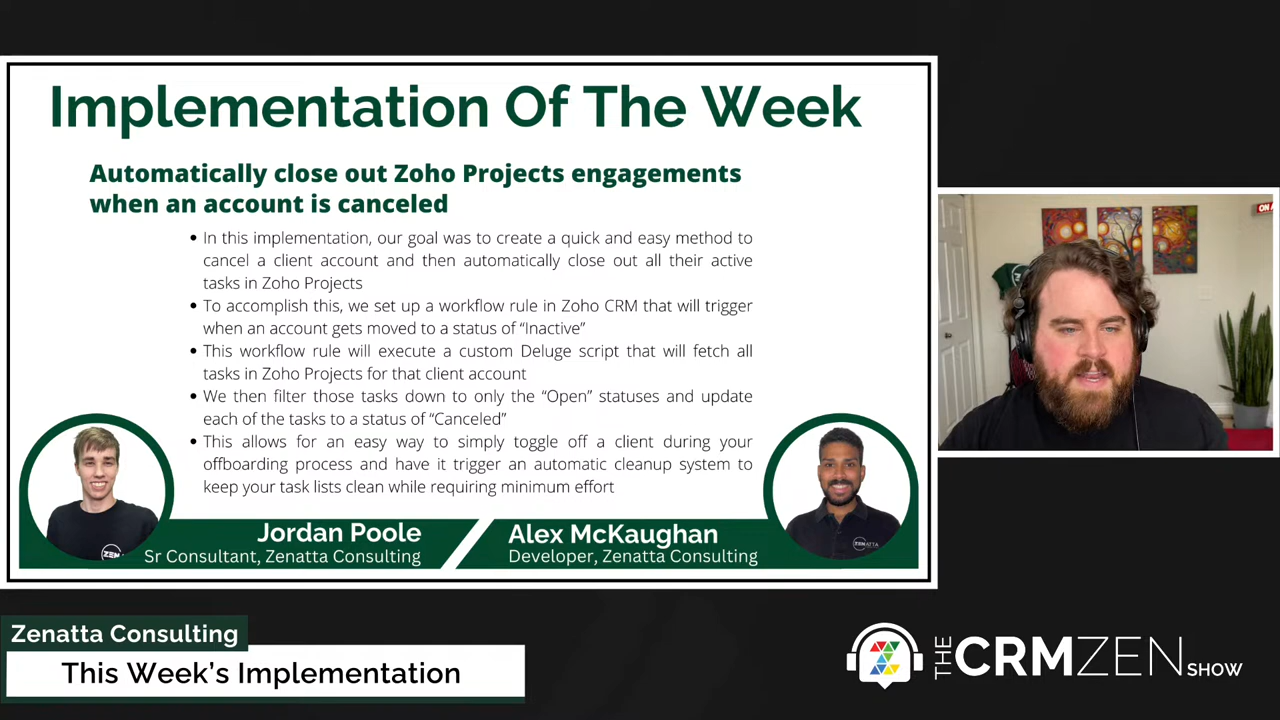 Implementation Of The Week
Automatically close out Zoho Projects engagements
when an account is canceled
• In this implementation, our goal was to create a quick and easy method to
cancel a client account and then automatically close out all their active
tasks in Zoho Projects
• To accomplish this, we set up a workflow rule in Zoho CRM that will trigger
when an account gets moved to a status of “Inactive”
• This workflow rule will execute a custom Deluge script that will fetch all
tasks in Zoho Projects for that client account
• We then filter those tasks down to only the “Open” statuses and update
each of the tasks to a status of “Canceled”
• This allows for an easy way to simply toggle off a client during your
offboarding process and have it trigger an automatic cleanup system to
keep your task lists clean while requiring minimum effort
Jordan Poole
Sr Consultant, Zenatta Consulting
Alex McKaughan
Developer, Zenatta Consulting
ZEN
ZENATTA
ON A
Zenatta Consulting
This Week’s Implementation
THE CRMZEN SHOW